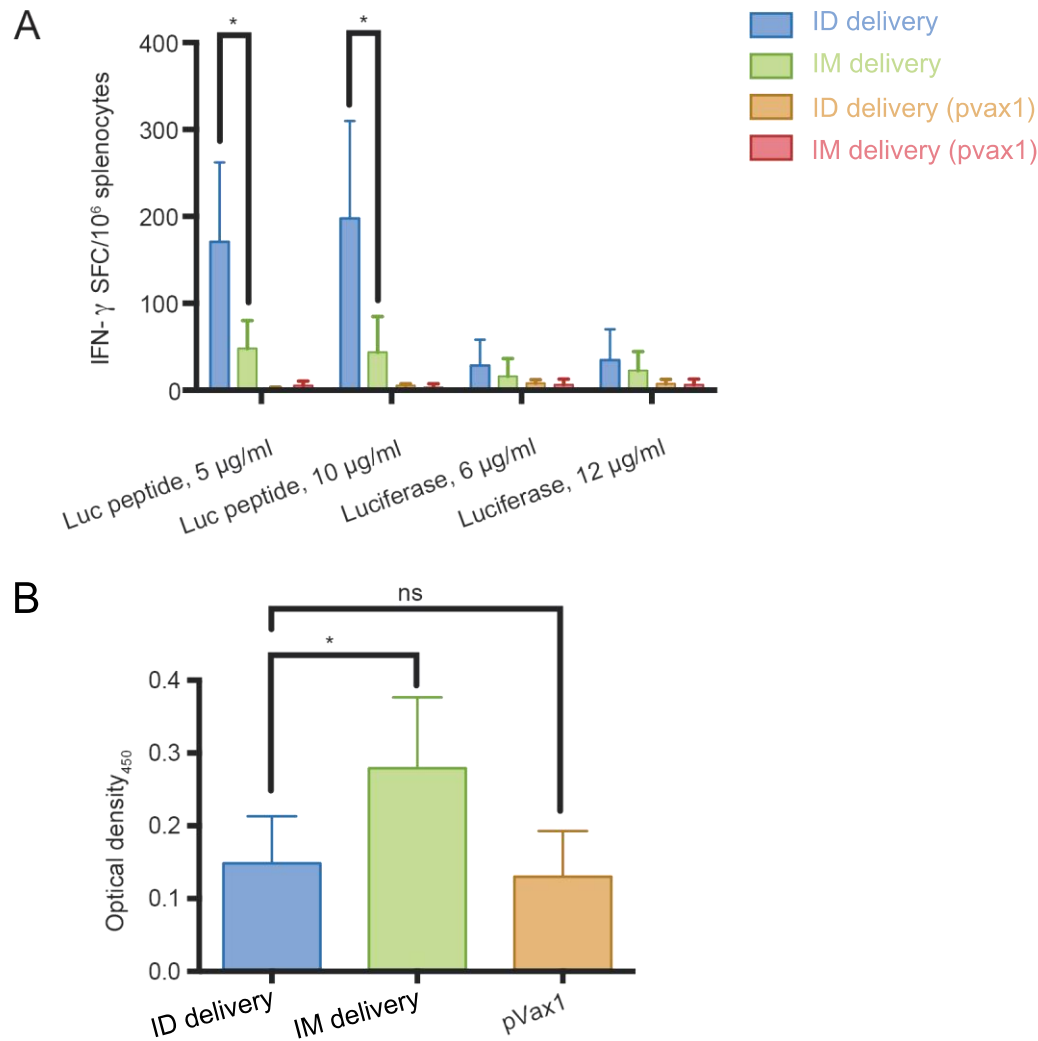 A
IFN- γ SFC/10⁶ splenocytes
400
300
200
100
0
*
*
Luc peptide, 5 µg/ml
Luc peptide, 10 µg/ml
Luciferase, 6 µg/ml
Luciferase, 12 µg/ml
ID delivery
IM delivery
ID delivery (pvax1)
IM delivery (pvax1)
B
Optical density₄₅₀
ns
*
0.4
0.3
0.2
0.1
0.0
ID delivery
IM delivery
pVax1